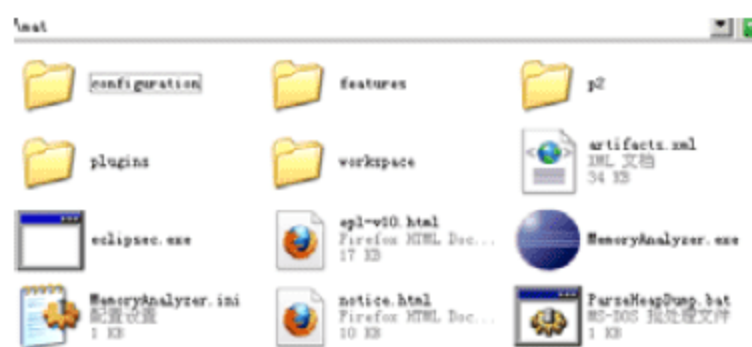 \mat
configuration
features
p2
plugins
workspace
artifacts.xml
XML 文档
34 KB
eclipsec.exe
epl-v10.html
Firefox HTML Doc...
17 KB
MemoryAnalyzer.exe
MemoryAnalyzer.ini
配置设置
1 KB
notice.html
Firefox HTML Doc...
10 KB
ParseHeapDump.bat
MS-DOS 批处理文件
1 KB